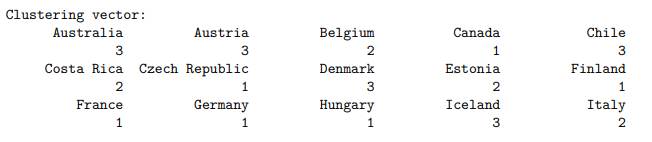 Clustering vector:
Australia Austria Belgium Canada Chile
3 3 2 1 3
Costa Rica Czech Republic Denmark Estonia Finland
2 1 3 2 1
France Germany Hungary Iceland Italy
1 1 1 3 2